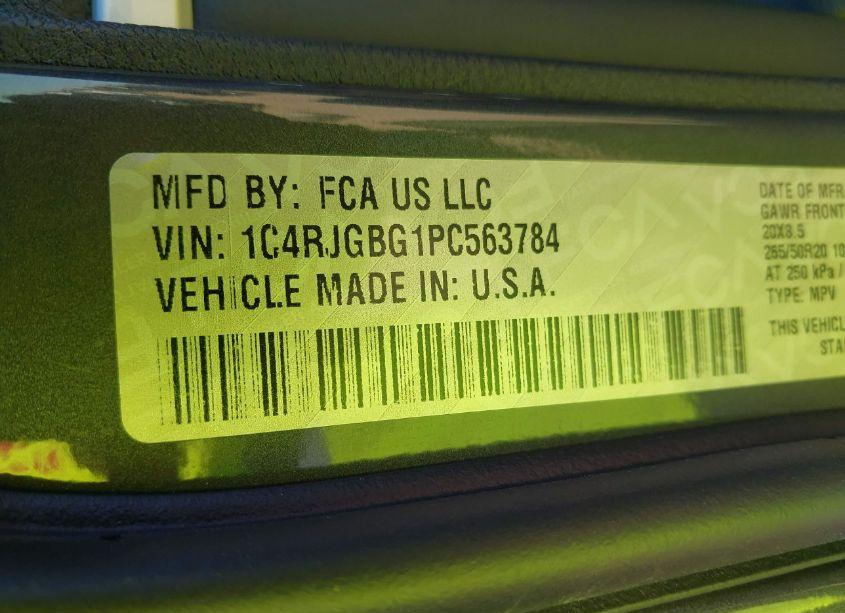 MFD BY: FCA US LLC
VIN: 1C4RJGBG1PC563784
VEHICLE MADE IN: U.S.A.
DATE OF MFR
GAWR FRONT
20X8.5
265/50R20 10
AT 250 kPa /
TYPE: MPV
THIS VEHICL
STA